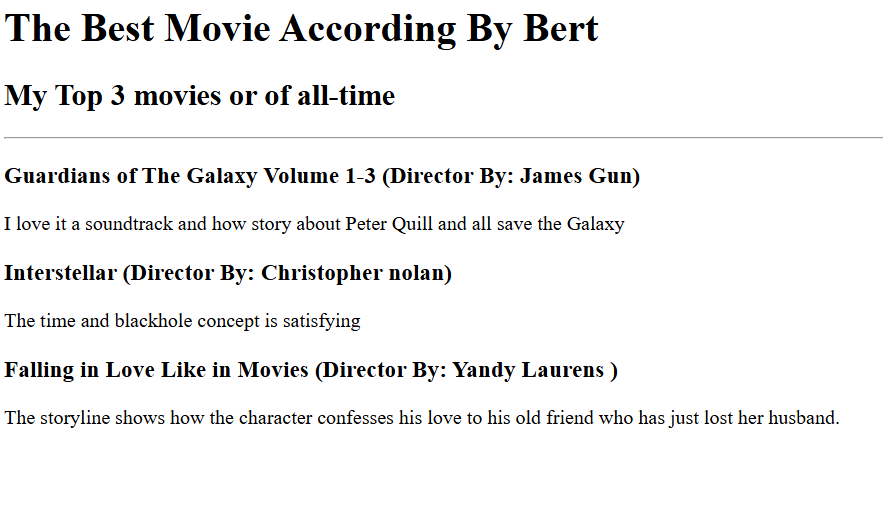 The Best Movie According By Bert
My Top 3 movies or of all-time
Guardians of The Galaxy Volume 1-3 (Director By: James Gun)
I love it a soundtrack and how story about Peter Quill and all save the Galaxy
Interstellar (Director By: Christopher nolan)
The time and blackhole concept is satisfying
Falling in Love Like in Movies (Director By: Yandy Laurens )
The storyline shows how the character confesses his love to his old friend who has just lost her husband.